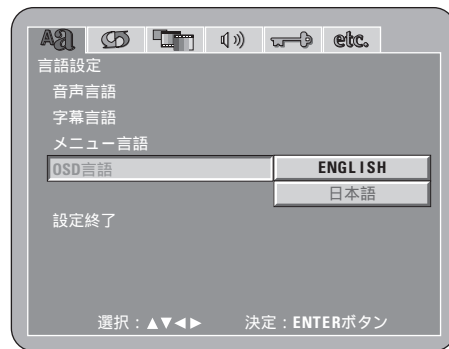 Aあ etc.
言語設定
音声言語
字幕言語
メニュー言語
OSD言語 ENGLISH
日本語
設定終了
選択：▲▼◀▶ 決定：ENTERボタン